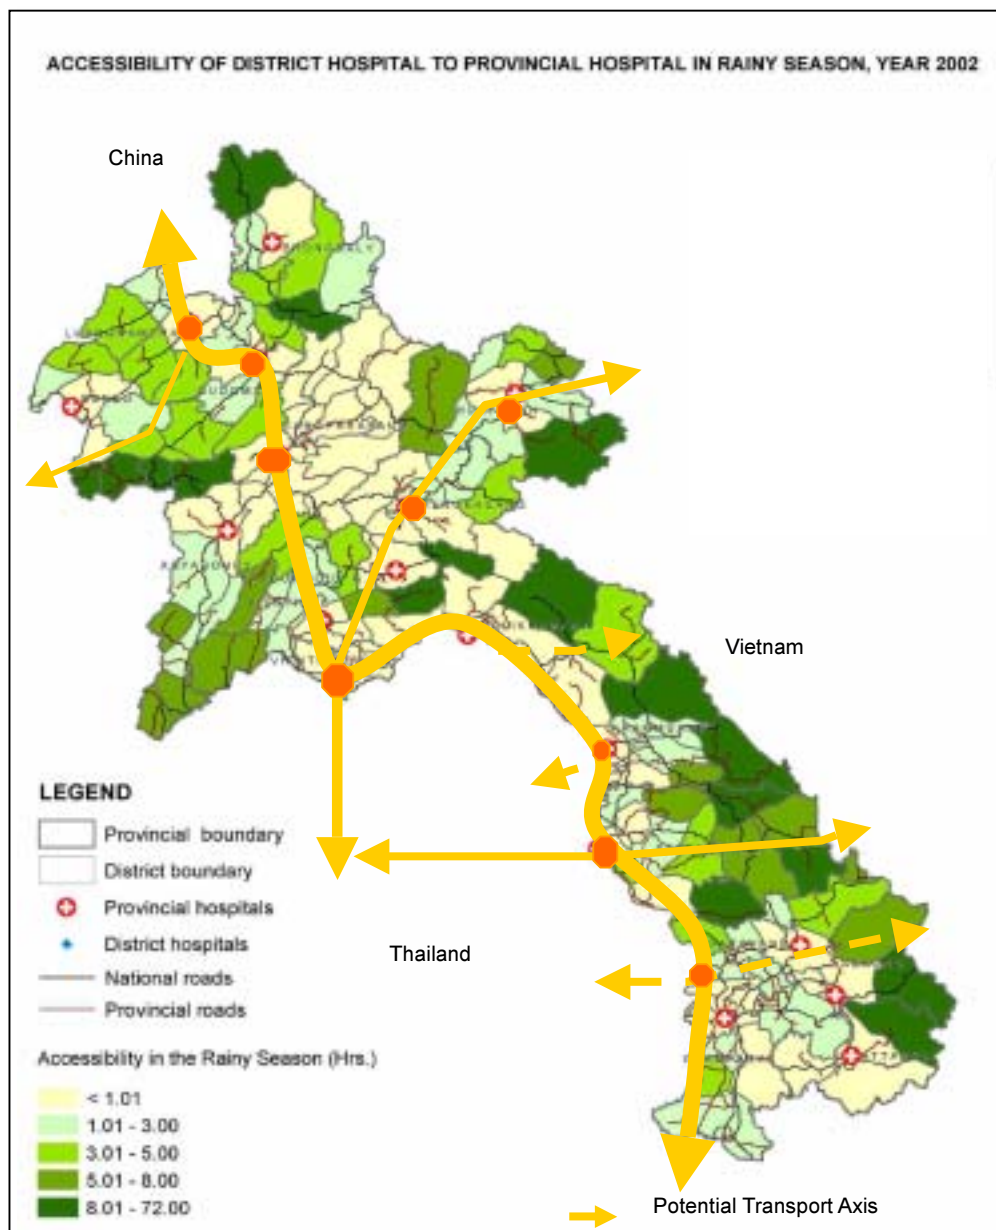 ACCESSIBILITY OF DISTRICT HOSPITAL TO PROVINCIAL HOSPITAL IN RAINY SEASON, YEAR 2002
China
Vietnam
LEGEND
Provincial boundary
District boundary
Provincial hospitals
District hospitals
National roads
Provincial roads
Thailand
Accessibility in the Rainy Season (Hrs.)
< 1.01
1.01 - 3.00
3.01 - 5.00
5.01 - 8.00
8.01 - 72.00
Potential Transport Axis